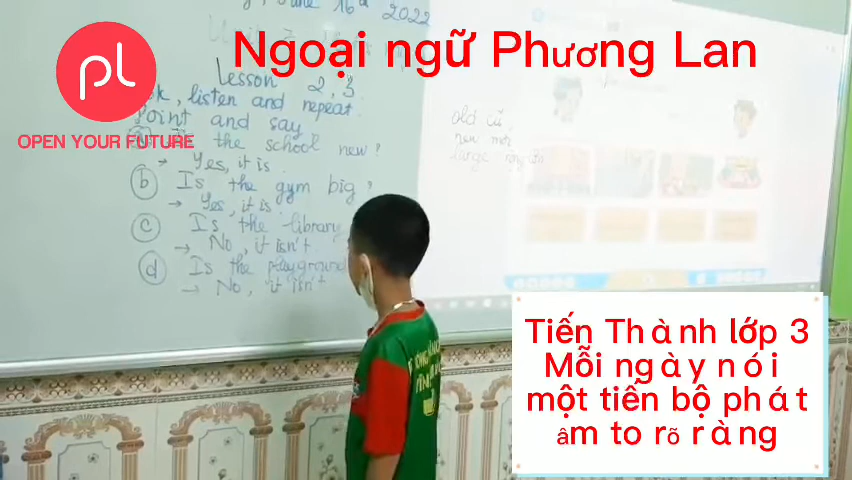 June 16th 2022
Ngoại ngữ Phương Lan
pl
OPEN YOUR FUTURE
Lesson 2,3
, listen and repeat.
Point and say
the school new?
→ Yes, it is.
b Is the gym big?
→ Yes, it is.
c Is the library
→ No, it isn't
d Is the playground
→ No, it isn't
old cũ
new mới
large
Tiến Thành lớp 3
Mỗi ngày nói
một tiến bộ phát
âm to rõ ràng